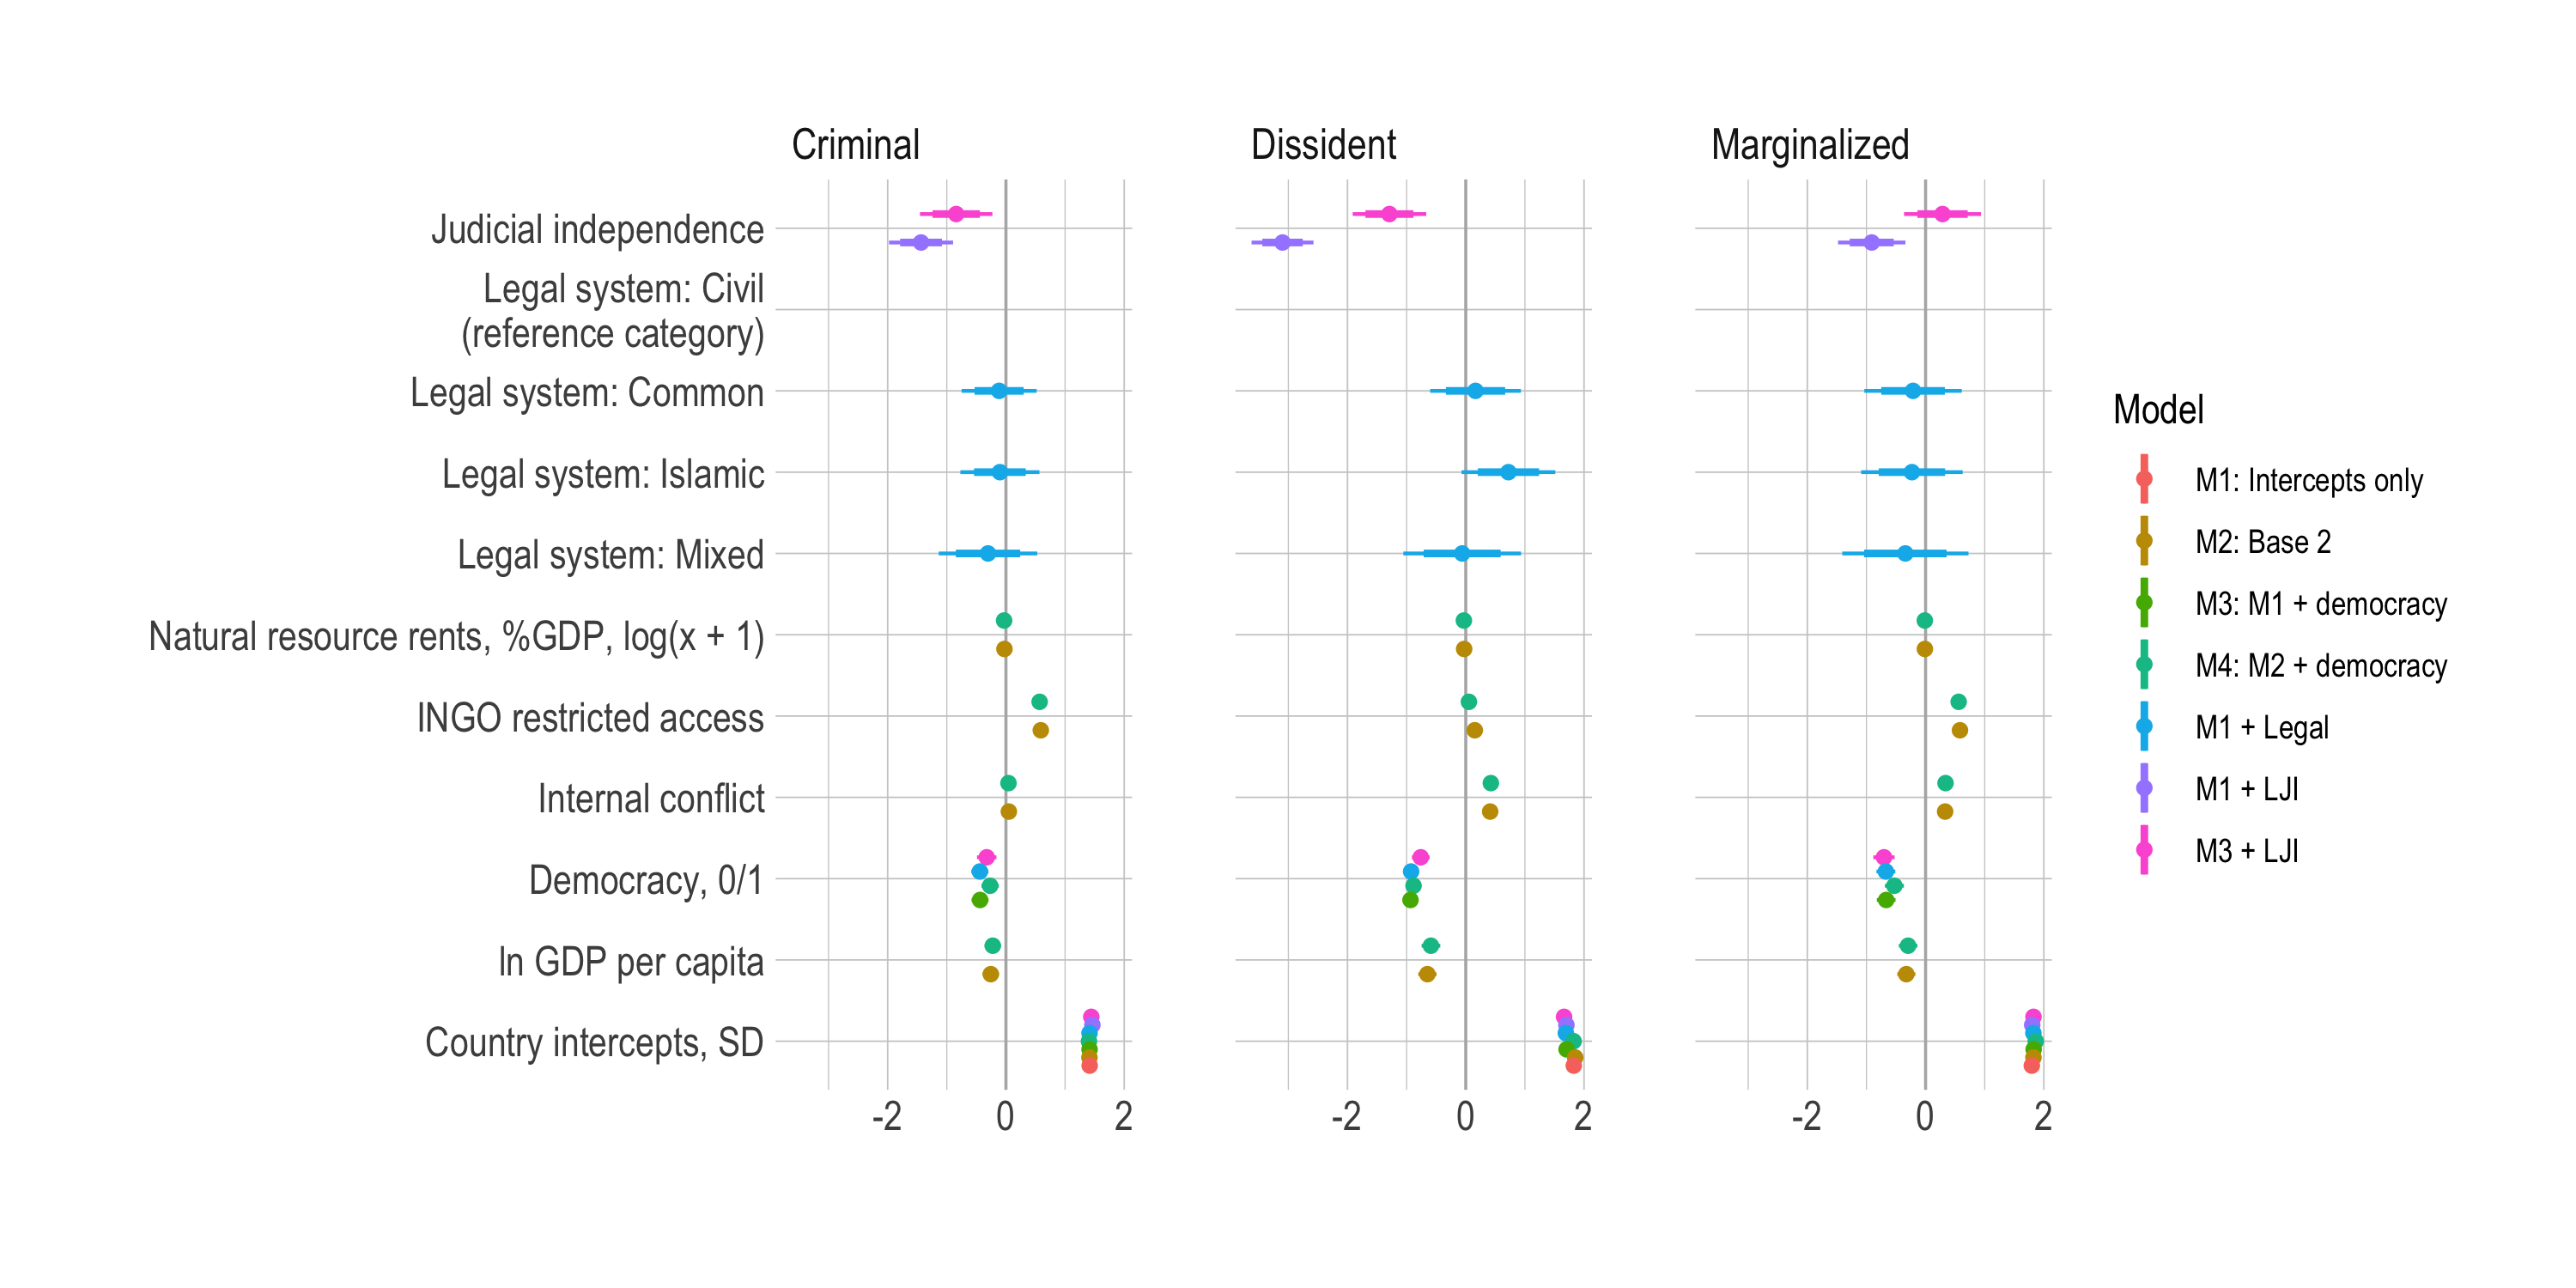 Criminal
Dissident
Marginalized
Judicial independence
Legal system: Civil
(reference category)
Legal system: Common
Legal system: Islamic
Legal system: Mixed
Natural resource rents, %GDP, log(x + 1)
INGO restricted access
Internal conflict
Democracy, 0/1
ln GDP per capita
Country intercepts, SD
-2 0 2
-2 0 2
-2 0 2
Model
M1: Intercepts only
M2: Base 2
M3: M1 + democracy
M4: M2 + democracy
M1 + Legal
M1 + LJI
M3 + LJI